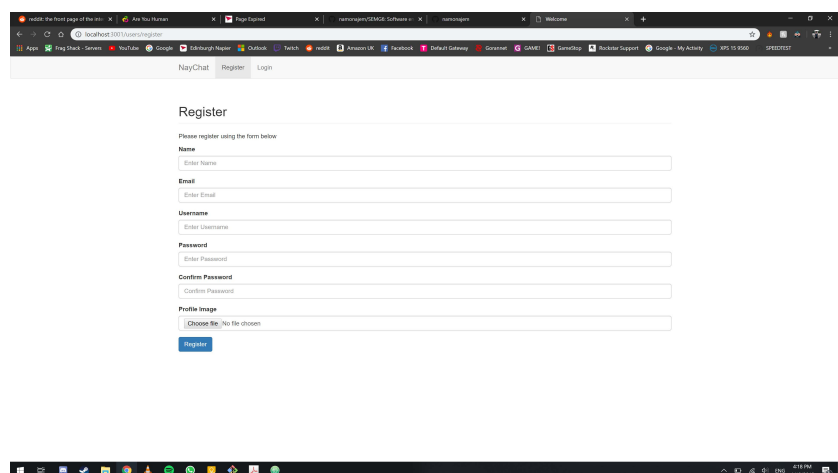 reddit: the front page of the inte
Are You Human
Page Expired
namonajem/SEMG6: Software e
namonajem
Welcome
localhost:3001/users/register
Apps
Frag Shack - Servers
YouTube
Google
Edinburgh Napier
Outlook
Twitch
reddit
Amazon UK
Facebook
Default Gateway
Gorannet
GAME!
GameStop
Rockstar Support
Google - My Activity
XPS 15 9560
SPEEDTEST
NayChat
Register
Login
Register
Please register using the form below
Name
Enter Name
Email
Enter Email
Username
Enter Username
Password
Enter Password
Confirm Password
Confirm Password
Profile Image
Choose file No file chosen
Register
ENG
4:18 PM